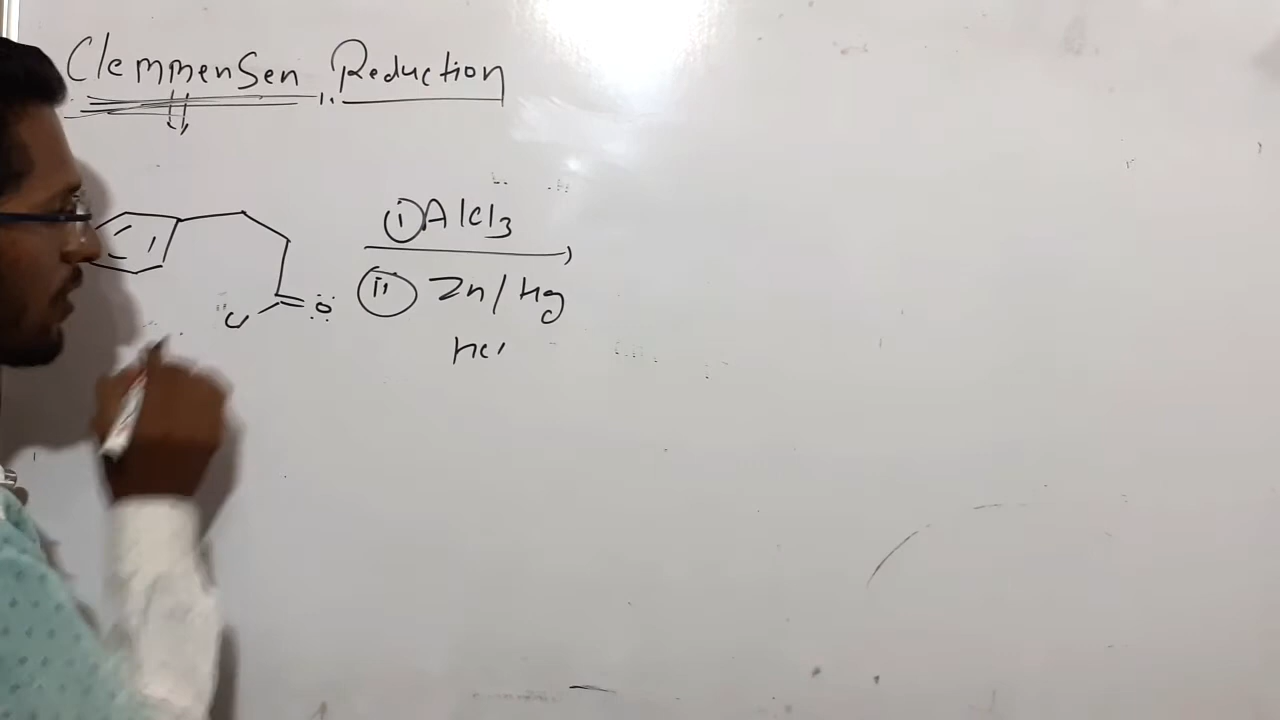 Clemmensen Reduction
i AlCl3
ii Zn/Hg
HCl
O